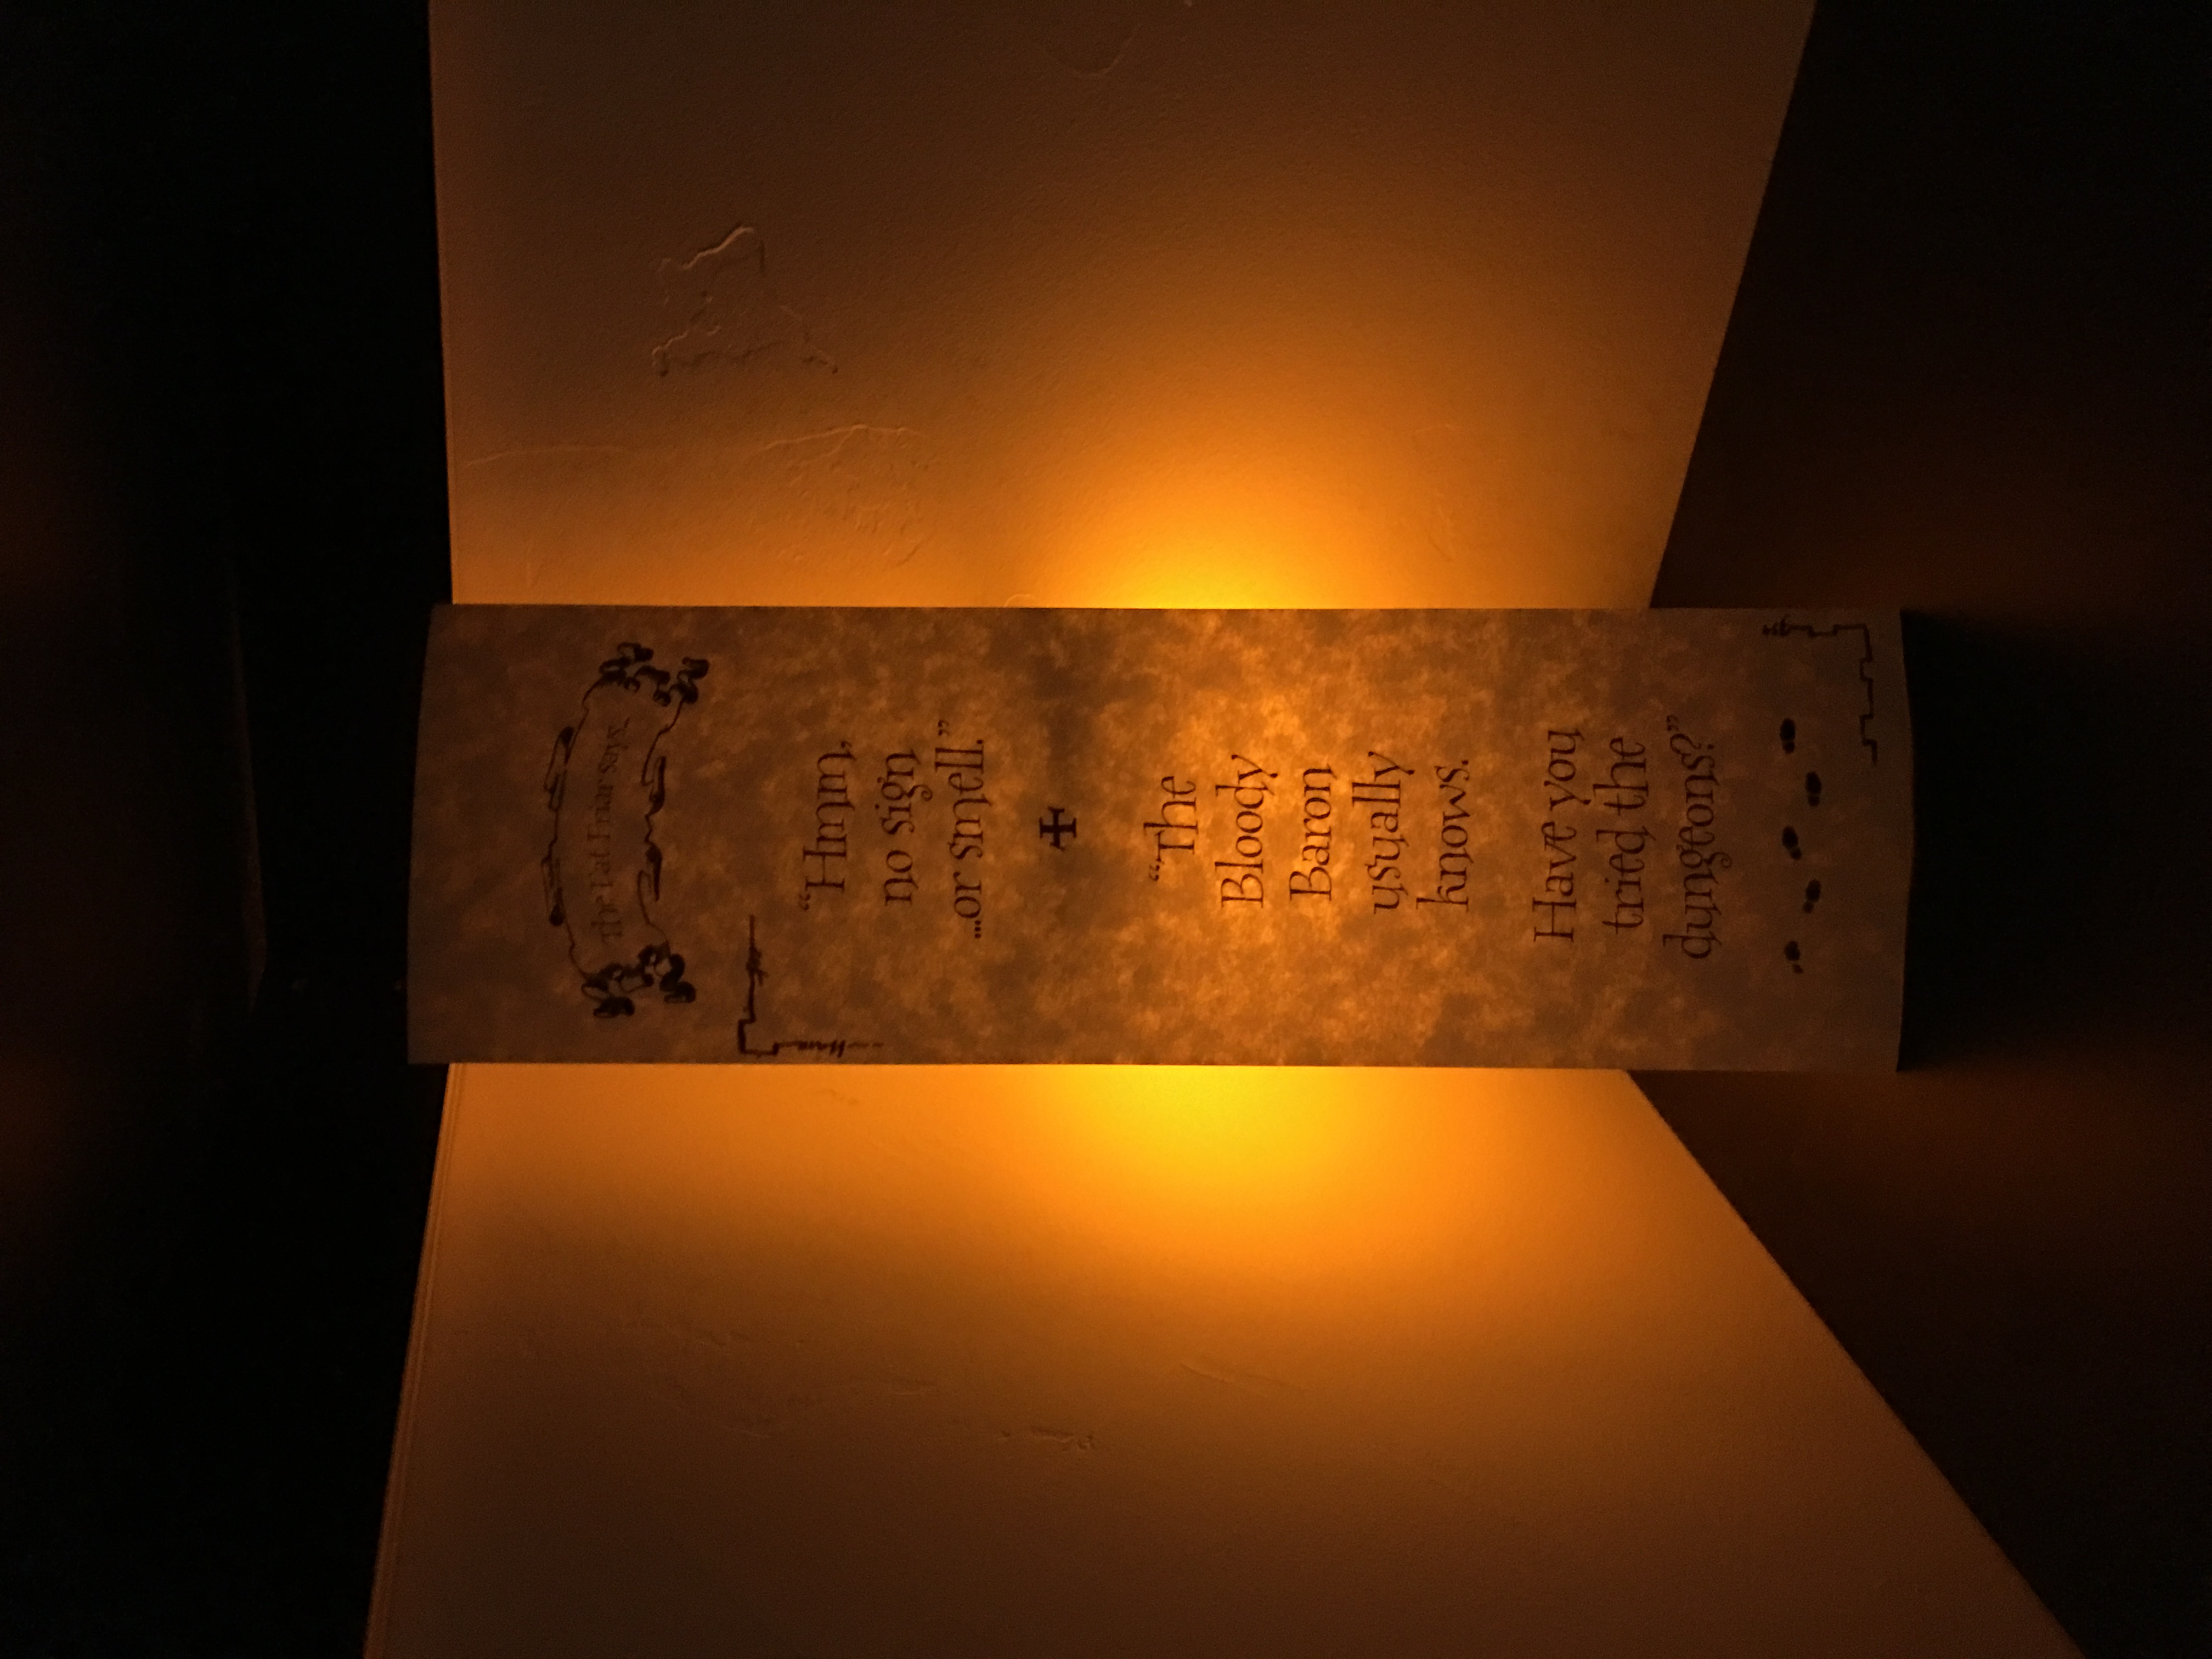 The Fat Friar says...
“Hmm,
no sign
...or smell.”
“The
Bloody
Baron
usually
knows.
Have you
tried the
dungeons?”